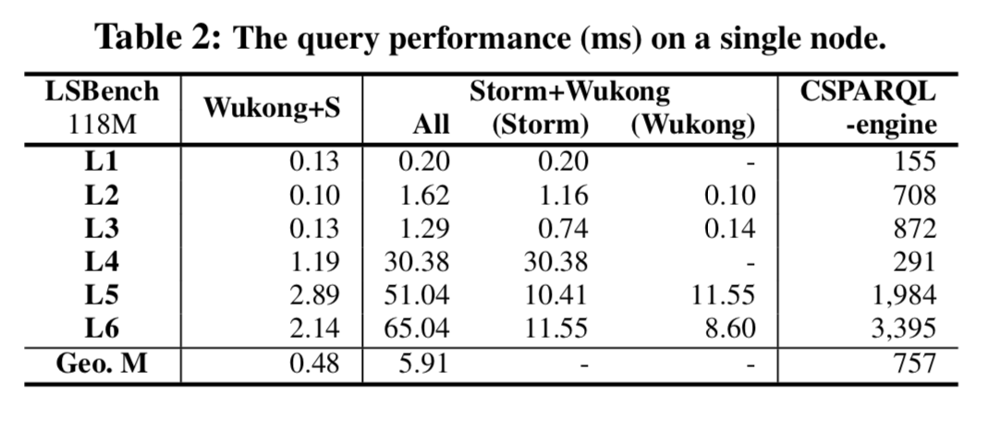 Table 2: The query performance (ms) on a single node.
LSBench 118M Wukong+S Storm+Wukong CSPARQL -engine
All (Storm) (Wukong)
L1 0.13 0.20 0.20 - 155
L2 0.10 1.62 1.16 0.10 708
L3 0.13 1.29 0.74 0.14 872
L4 1.19 30.38 30.38 - 291
L5 2.89 51.04 10.41 11.55 1,984
L6 2.14 65.04 11.55 8.60 3,395
Geo. M 0.48 5.91 - - 757